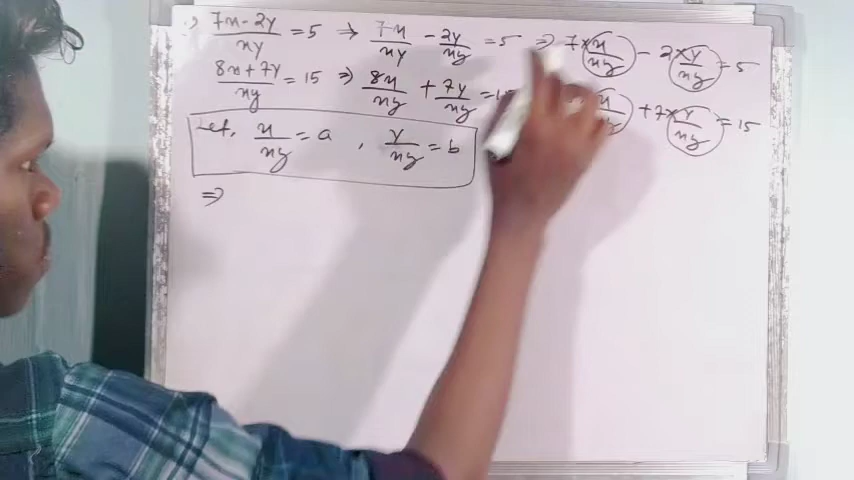 ⇒ 7x-2y/xy = 5 ⇒ 7x/xy - 2y/xy = 5 ⇒ 7×x/xy - 2×y/xy = 5
8x+7y/xy = 15 ⇒ 8x/xy + 7y/xy = 15 x/xy + 7×y/xy = 15
Let, x/xy = a , y/xy = b
⇒